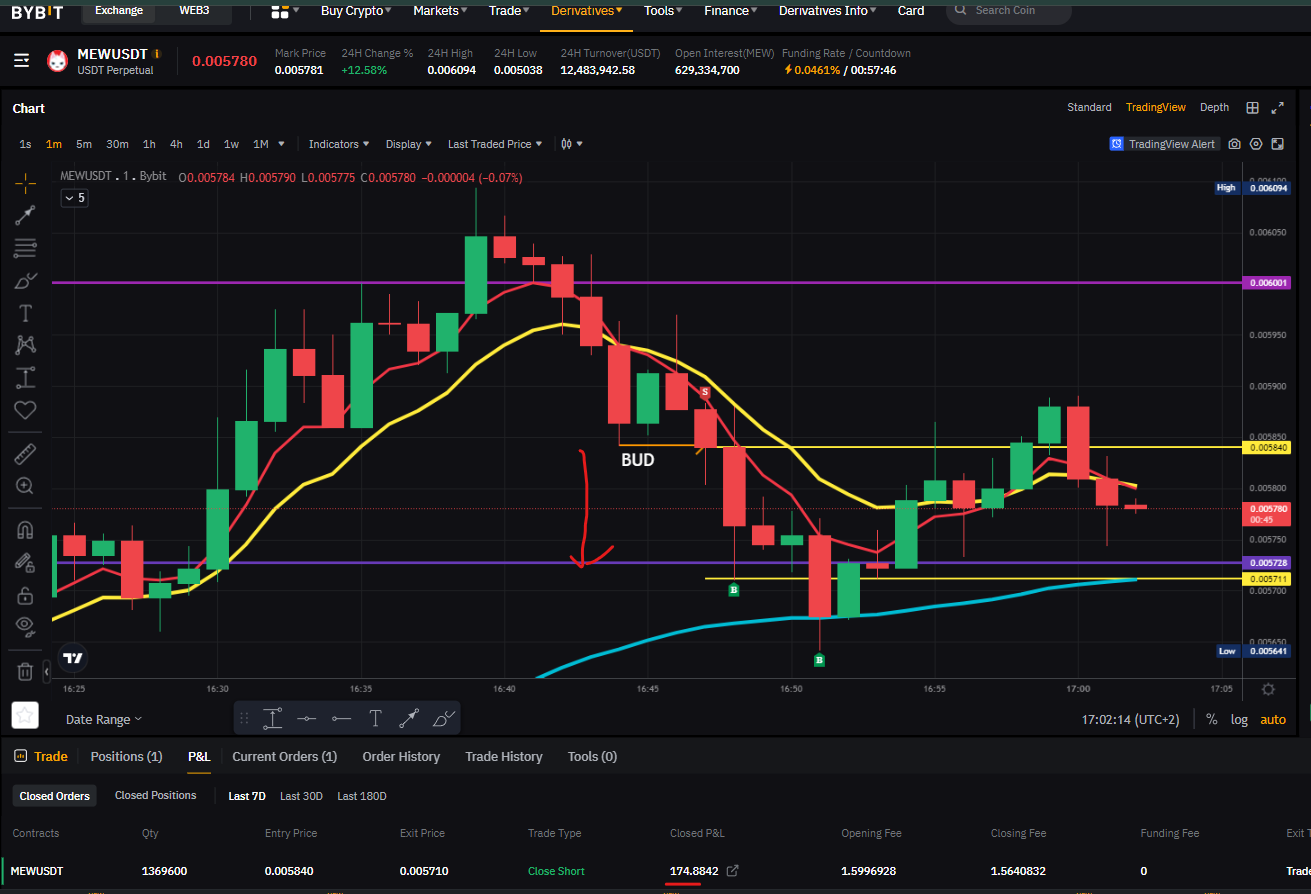 BYBIT Exchange WEB3 Buy Crypto Markets Trade Derivatives Tools Finance Derivatives Info Card Search Coin
MEWUSDT
USDT Perpetual
0.005780
Mark Price
0.005781
24H Change %
+12.58%
24H High
0.006094
24H Low
0.005038
24H Turnover(USDT)
12,483,942.58
Open Interest(MEW)
629,334,700
Funding Rate / Countdown
0.0461% / 00:57:46
Chart
Standard TradingView Depth
1s 1m 5m 30m 1h 4h 1d 1w 1M Indicators Display Last Traded Price
TradingView Alert
MEWUSDT . 1 . Bybit O0.005784 H0.005790 L0.005775 C0.005780 −0.000004 (−0.07%)
5
High 0.006094
0.006050
0.006001
0.005950
0.005900
S
0.005850
0.005840
BUD
0.005800
0.005780
00:45
0.005750
0.005728
0.005711
B
0.005700
B
0.005650
Low 0.005641
16:25 16:30 16:35 16:40 16:45 16:50 16:55 17:00 17:05
Date Range
17:02:14 (UTC+2) % log auto
Trade Positions (1) P&L Current Orders (1) Order History Trade History Tools (0)
Closed Orders Closed Positions Last 7D Last 30D Last 180D
Contracts Qty Entry Price Exit Price Trade Type Closed P&L Opening Fee Closing Fee Funding Fee Exit
MEWUSDT 1369600 0.005840 0.005710 Close Short 174.8842 1.5996928 1.5640832 0